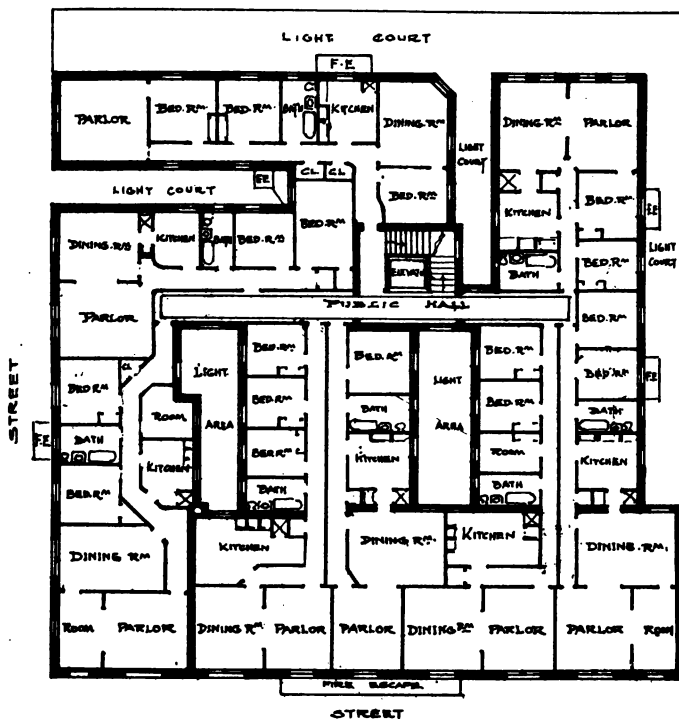 LIGHT COURT
F.E
PARLOR
BED.RM
BED.RM
BATH
KITCHEN
DINING RM
LIGHT COURT
DINING RM
PARLOR
LIGHT COURT
F.E
CL
CL
BED.RM
BED.RM
KITCHEN
BED.RM
F.E
LIGHT COURT
DINING RM
KITCHEN
BATH
BED.RM
ELEVATOR
BATH
BED.RM
PUBLIC HALL
PARLOR
BED.RM
LIGHT AREA
BED.RM
BED.RM
LIGHT AREA
BED.RM
CL
BED RM
ROOM
BED.RM
BATH
BED.RM
BED.RM
F.E
STREET
F.E
BATH
KITCHEN
BED RM
KITCHEN
ROOM
BATH
KITCHEN
BED.RM
BATH
BATH
DINING RM
KITCHEN
DINING RM
KITCHEN
DINING.RM
ROOM
PARLOR
DINING RM
PARLOR
PARLOR
DINING RM
PARLOR
PARLOR
ROOM
FIRE ESCAPE
STREET